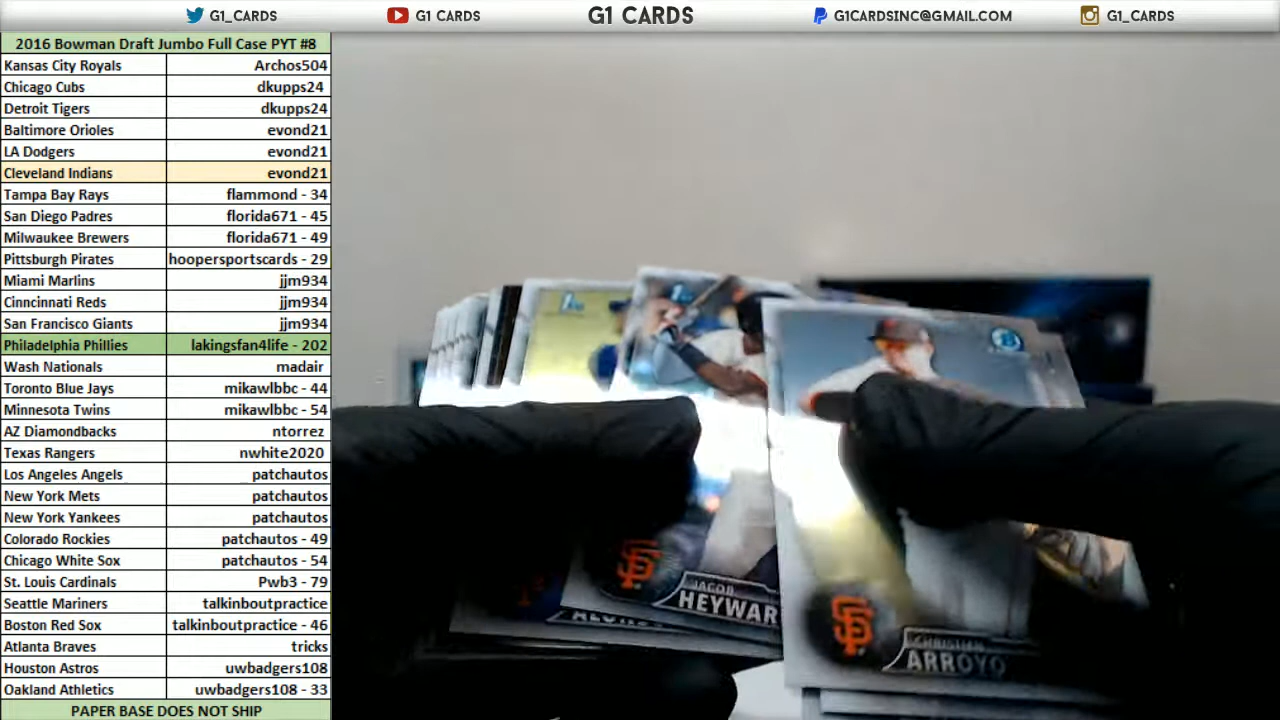 G1_CARDS G1 CARDS G1 CARDS G1CARDSINC@GMAIL.COM G1_CARDS
2016 Bowman Draft Jumbo Full Case PYT #8
Kansas City Royals Archos504
Chicago Cubs dkupps24
Detroit Tigers dkupps24
Baltimore Orioles evond21
LA Dodgers evond21
Cleveland Indians evond21
Tampa Bay Rays flammond - 34
San Diego Padres florida671 - 45
Milwaukee Brewers florida671 - 49
Pittsburgh Pirates hoopersportscards - 29
Miami Marlins jjm934
Cinncinnati Reds jjm934
San Francisco Giants jjm934
Philadelphia Phillies lakingsfan4life - 202
Wash Nationals madair
Toronto Blue Jays mikawlbbc - 44
Minnesota Twins mikawlbbc - 54
AZ Diamondbacks ntorrez
Texas Rangers nwhite2020
Los Angeles Angels patchautos
New York Mets patchautos
New York Yankees patchautos
Colorado Rockies patchautos - 49
Chicago White Sox patchautos - 54
St. Louis Cardinals Pwb3 - 79
Seattle Mariners talkinboutpractice
Boston Red Sox talkinboutpractice - 46
Atlanta Braves tricks
Houston Astros uwbadgers108
Oakland Athletics uwbadgers108 - 33
PAPER BASE DOES NOT SHIP
JACOB
HEYWAR
SF
CHRISTIAN
ARROYO
SF